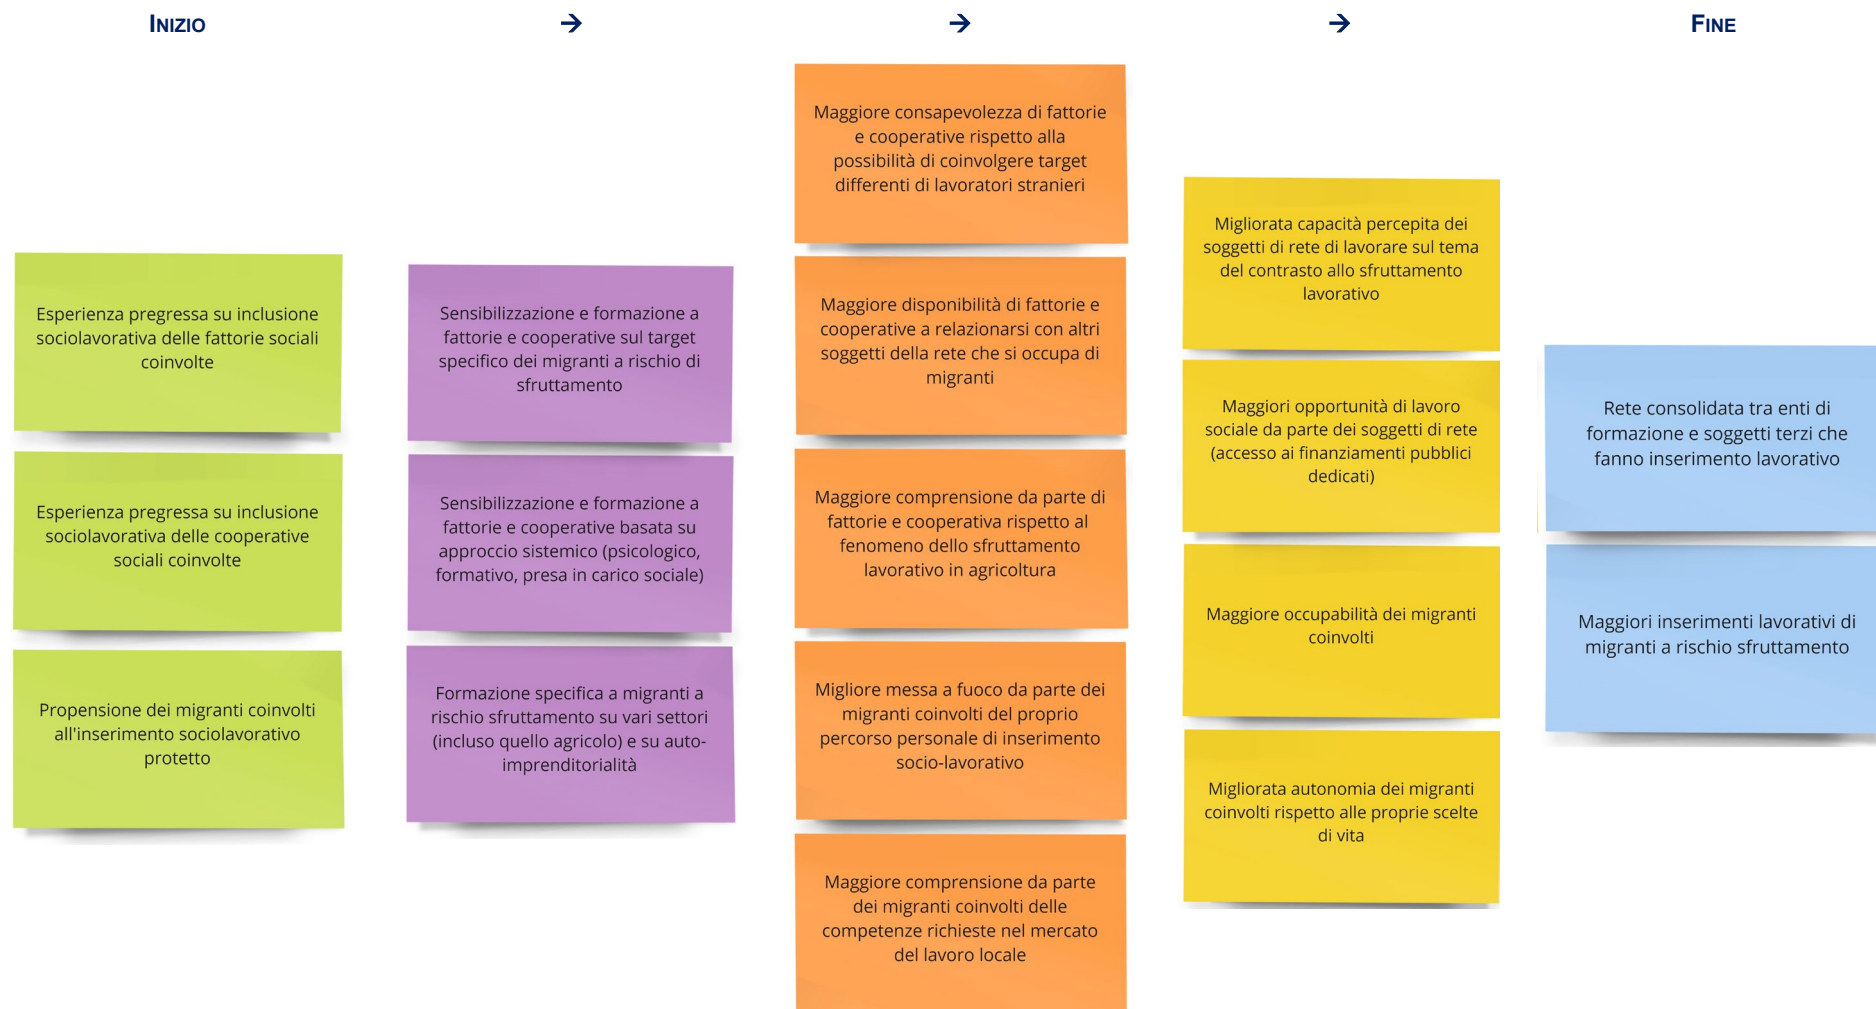 INIZIO → → → FINE
Esperienza pregressa su inclusione
sociolavorativa delle fattorie sociali
coinvolte
Esperienza pregressa su inclusione
sociolavorativa delle cooperative
sociali coinvolte
Propensione dei migranti coinvolti
all'inserimento sociolavorativo
protetto
Sensibilizzazione e formazione a
fattorie e cooperative sul target
specifico dei migranti a rischio di
sfruttamento
Sensibilizzazione e formazione a
fattorie e cooperative basata su
approccio sistemico (psicologico,
formativo, presa in carico sociale)
Formazione specifica a migranti a
rischio sfruttamento su vari settori
(incluso quello agricolo) e su auto-
imprenditorialità
Maggiore consapevolezza di fattorie
e cooperative rispetto alla
possibilità di coinvolgere target
differenti di lavoratori stranieri
Maggiore disponibilità di fattorie e
cooperative a relazionarsi con altri
soggetti della rete che si occupa di
migranti
Maggiore comprensione da parte di
fattorie e cooperativa rispetto al
fenomeno dello sfruttamento
lavorativo in agricoltura
Migliore messa a fuoco da parte dei
migranti coinvolti del proprio
percorso personale di inserimento
socio-lavorativo
Maggiore comprensione da parte
dei migranti coinvolti delle
competenze richieste nel mercato
del lavoro locale
Migliorata capacità percepita dei
soggetti di rete di lavorare sul tema
del contrasto allo sfruttamento
lavorativo
Maggiori opportunità di lavoro
sociale da parte dei soggetti di rete
(accesso ai finanziamenti pubblici
dedicati)
Maggiore occupabilità dei migranti
coinvolti
Migliorata autonomia dei migranti
coinvolti rispetto alle proprie scelte
di vita
Rete consolidata tra enti di
formazione e soggetti terzi che
fanno inserimento lavorativo
Maggiori inserimenti lavorativi di
migranti a rischio sfruttamento